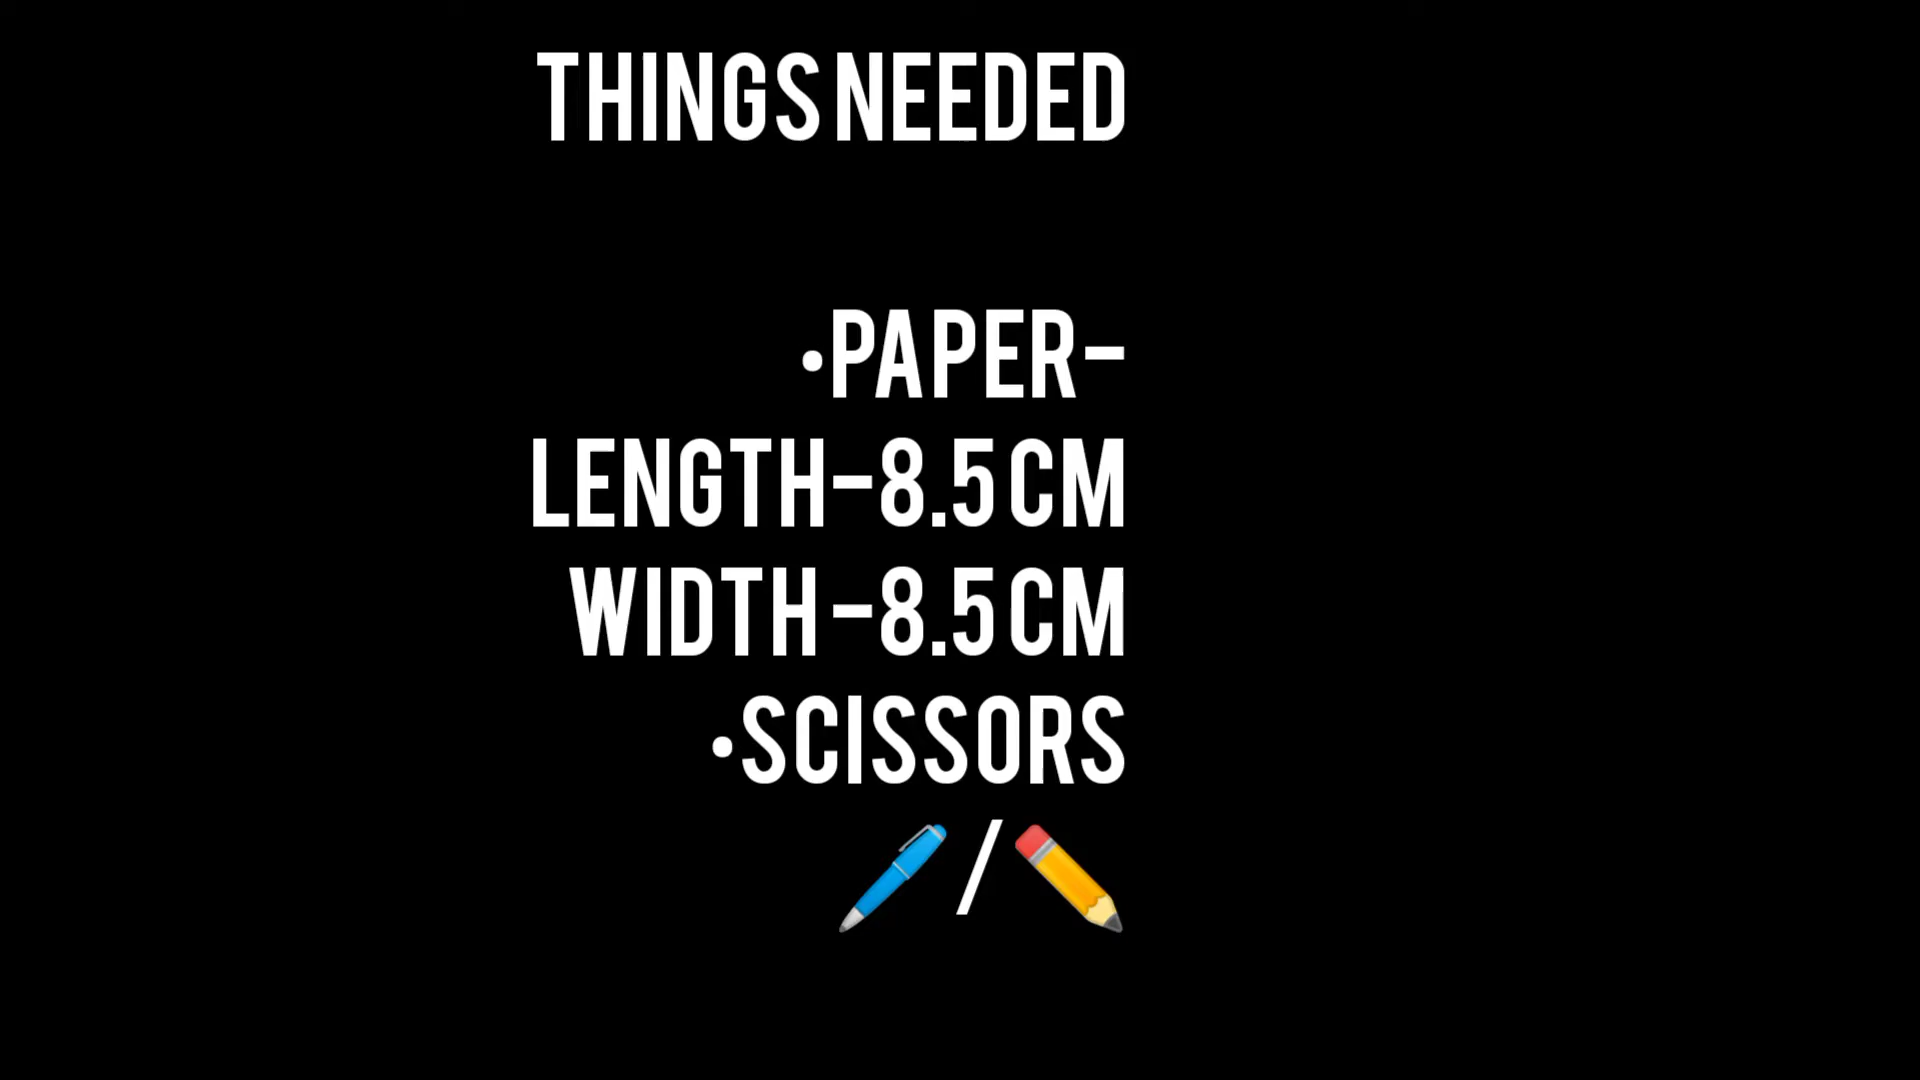 THINGS NEEDED
•PAPER-
LENGTH-8.5 CM
WIDTH-8.5 CM
•SCISSORS
🖊/✏